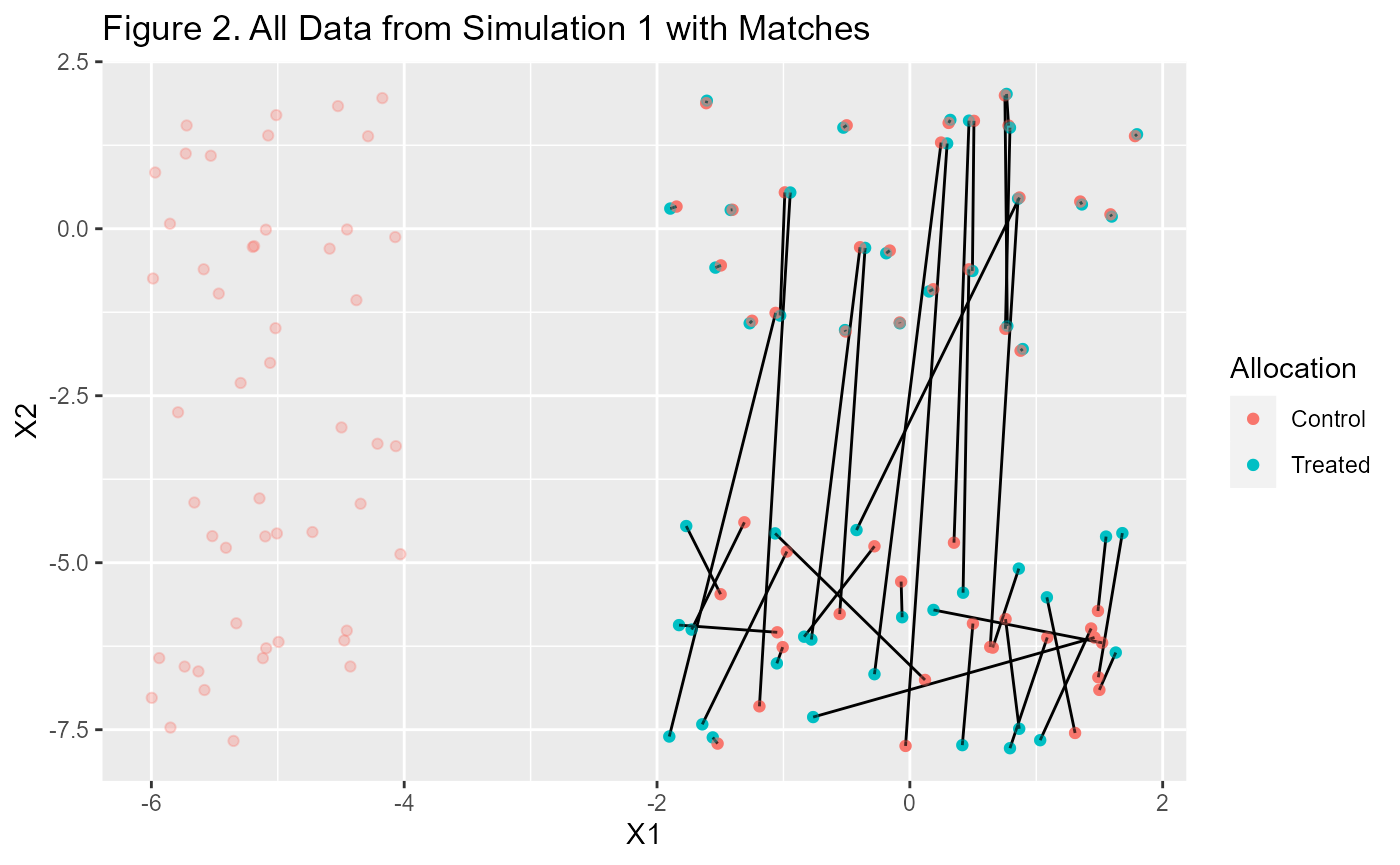 Figure 2. All Data from Simulation 1 with Matches
2.5
0.0
-2.5
-5.0
-7.5
X2
-6
-4
-2
0
2
X1
Allocation
Control
Treated